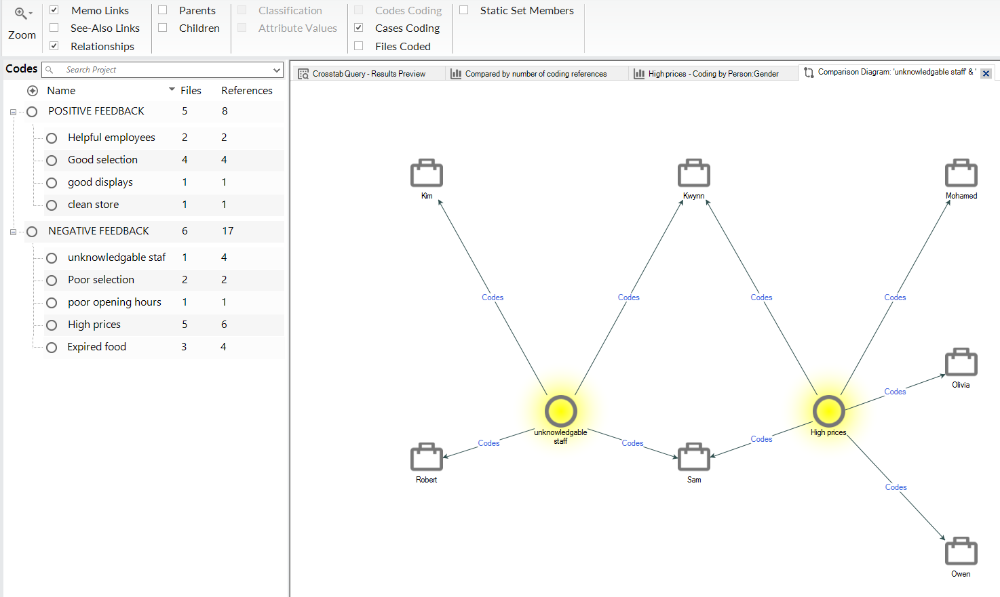 Zoom
Memo Links
See-Also Links
Relationships
Parents
Children
Classification
Attribute Values
Codes Coding
Cases Coding
Files Coded
Static Set Members
Codes
Search Project
Name Files References
POSITIVE FEEDBACK 5 8
Helpful employees 2 2
Good selection 4 4
good displays 1 1
clean store 1 1
NEGATIVE FEEDBACK 6 17
unknowledgable staf 1 4
Poor selection 2 2
poor opening hours 1 1
High prices 5 6
Expired food 3 4
Crosstab Query - Results Preview
Compared by number of coding references
High prices - Coding by Person:Gender
Comparison Diagram: 'unknowledgable staff' & '
Kim
Kwynn
Mohamed
Codes
Codes
Codes
Codes
Olivia
Codes
unknowledgable
staff
High prices
Codes
Codes
Codes
Robert
Sam
Codes
Owen